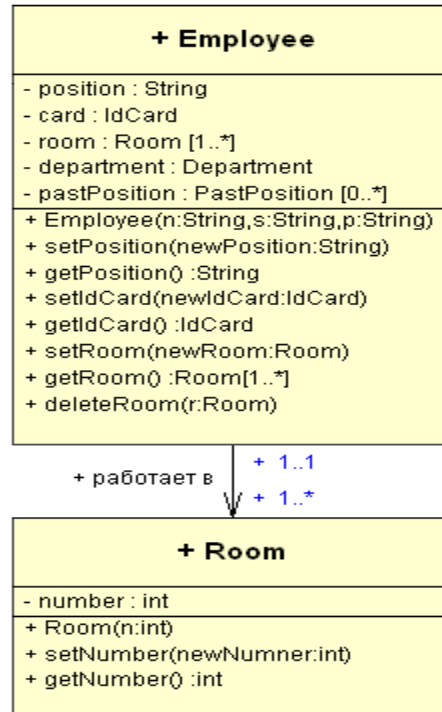 + Employee
- position : String
- card : IdCard
- room : Room [1..*]
- department : Department
- pastPosition : PastPosition [0..*]
+ Employee(n:String,s:String,p:String)
+ setPosition(newPosition:String)
+ getPosition() :String
+ setIdCard(newIdCard:IdCard)
+ getIdCard() :IdCard
+ setRoom(newRoom:Room)
+ getRoom() :Room[1..*]
+ deleteRoom(r:Room)
+ 1..1
+ работает в
+ 1..*
+ Room
- number : int
+ Room(n:int)
+ setNumber(newNumner:int)
+ getNumber() :int